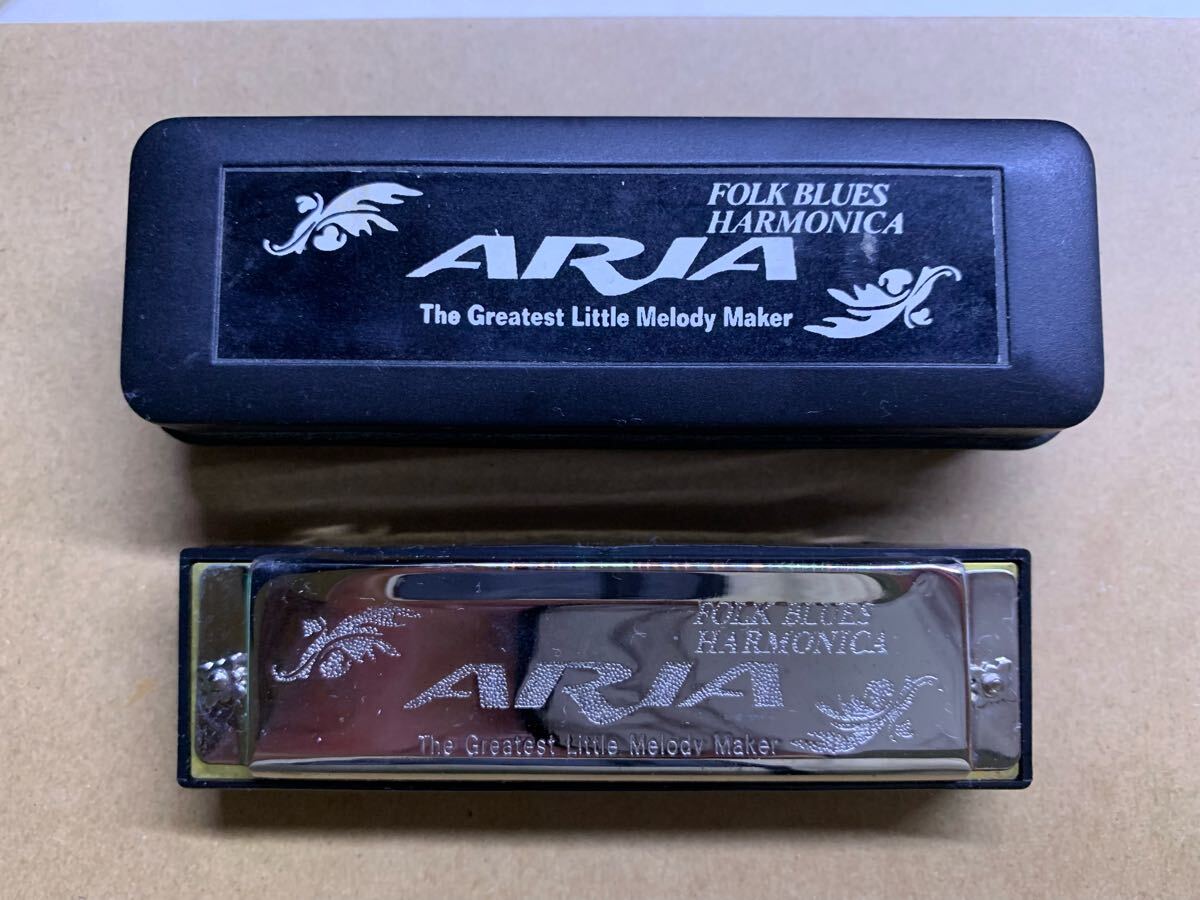 FOLK BLUES
HARMONICA
ARIA
The Greatest Little Melody Maker
FOLK BLUES
HARMONICA
ARIA
The Greatest Little Melody Maker